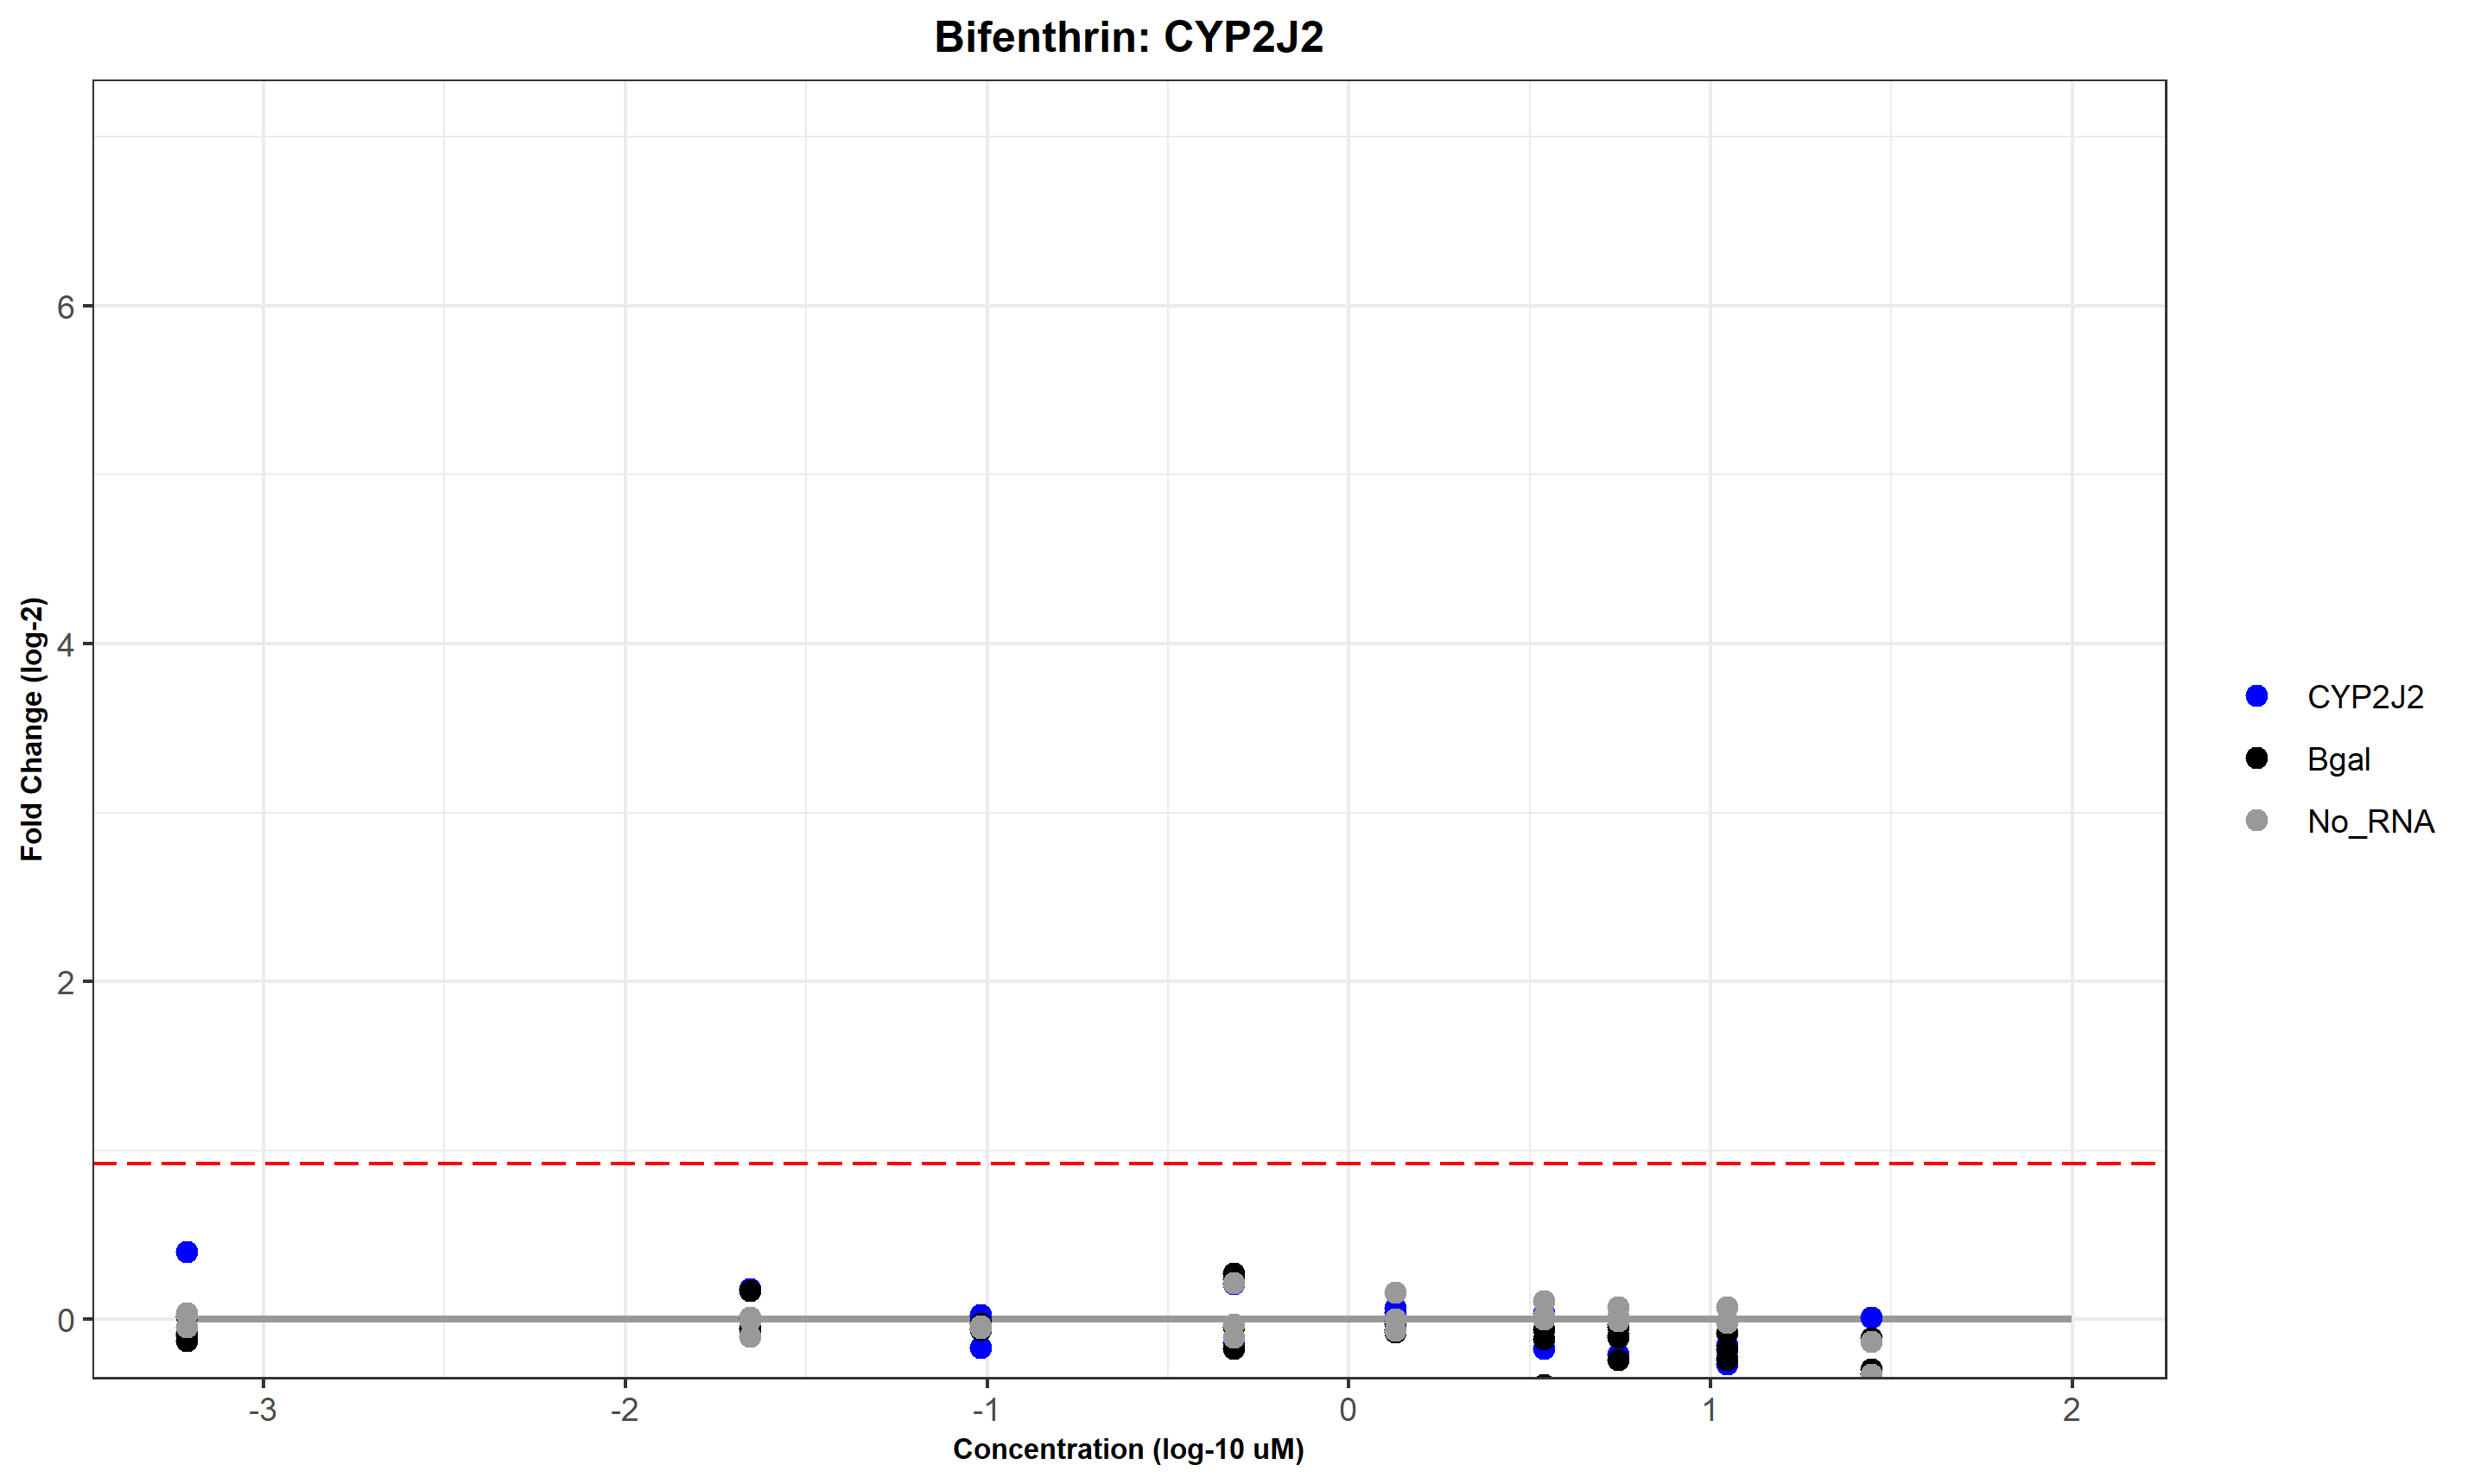 Bifenthrin: CYP2J2
Fold Change (log-2)
6
4
2
0
-3
-2
-1
0
1
2
Concentration (log-10 uM)
CYP2J2
Bgal
No_RNA